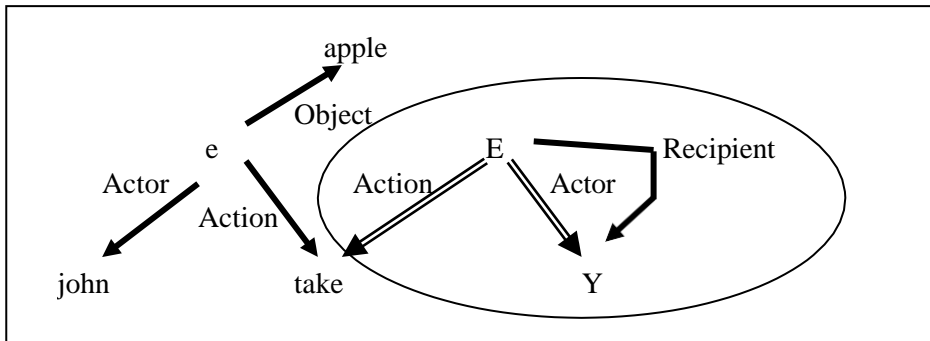 apple
Object
e
E
Recipient
Actor
Action
Action
Actor
john
take
Y